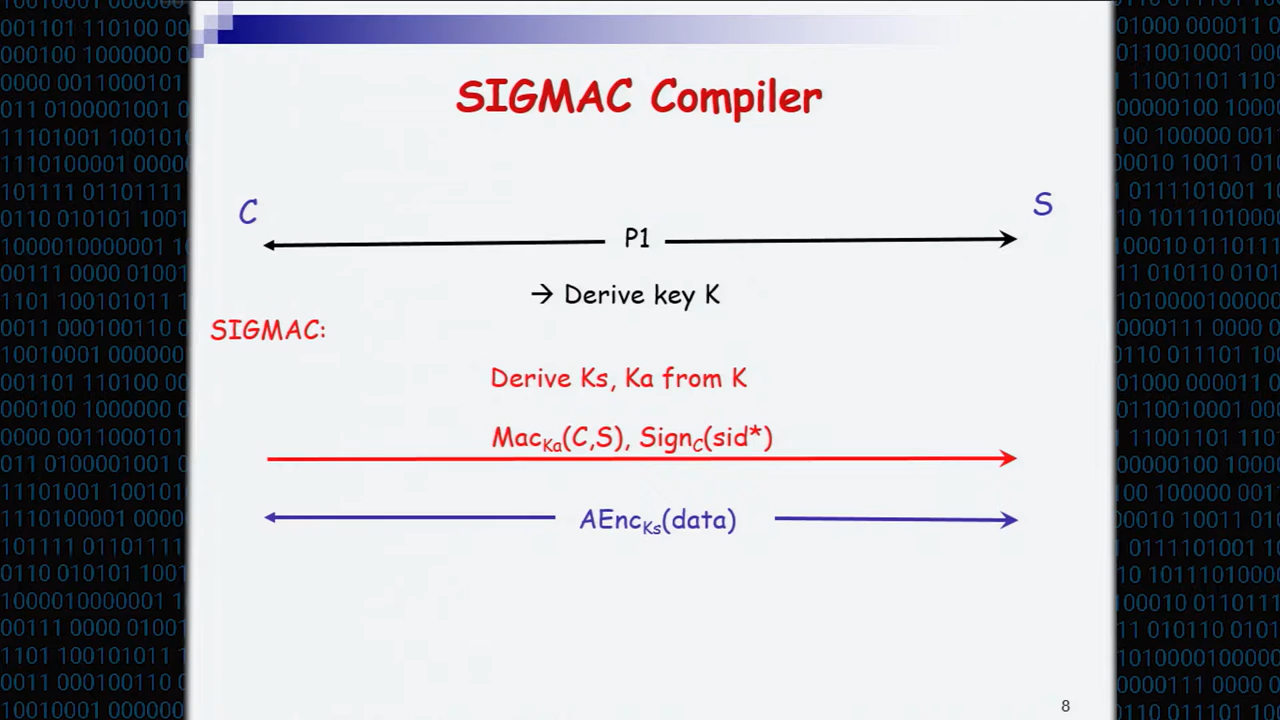 SIGMAC Compiler
C
S
P1
→ Derive key K
SIGMAC:
Derive Ks, Ka from K
MacKa(C,S), SignC(sid*)
AEncKs(data)
8